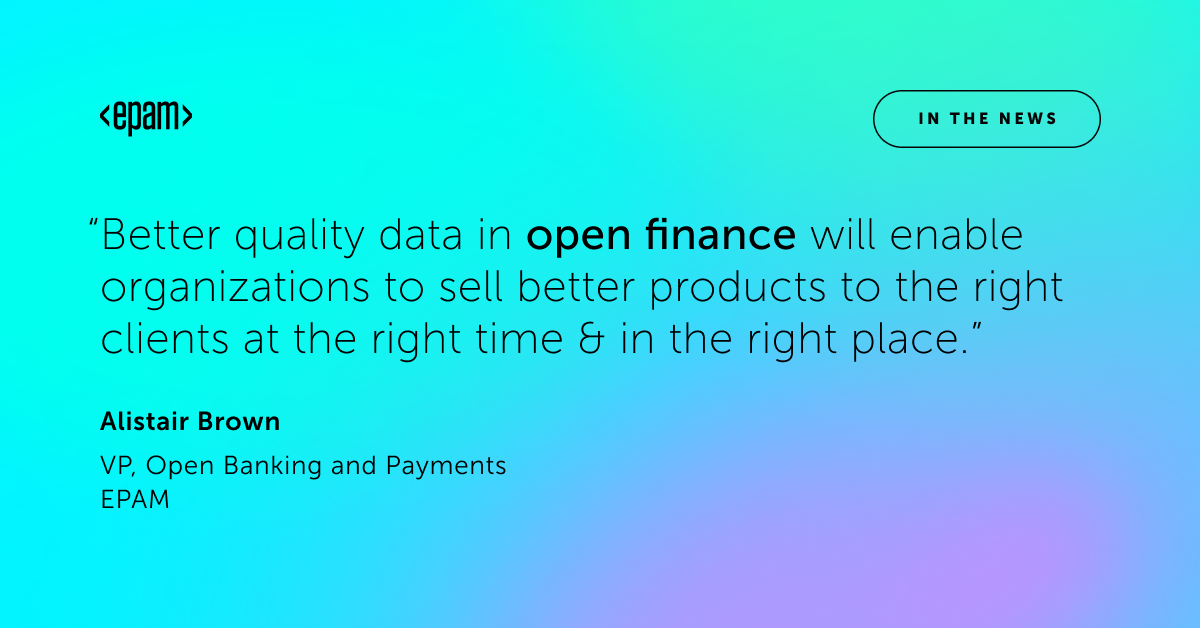 <epam>
IN THE NEWS
“Better quality data in open finance will enable
organizations to sell better products to the right
clients at the right time & in the right place.”
Alistair Brown
VP, Open Banking and Payments
EPAM